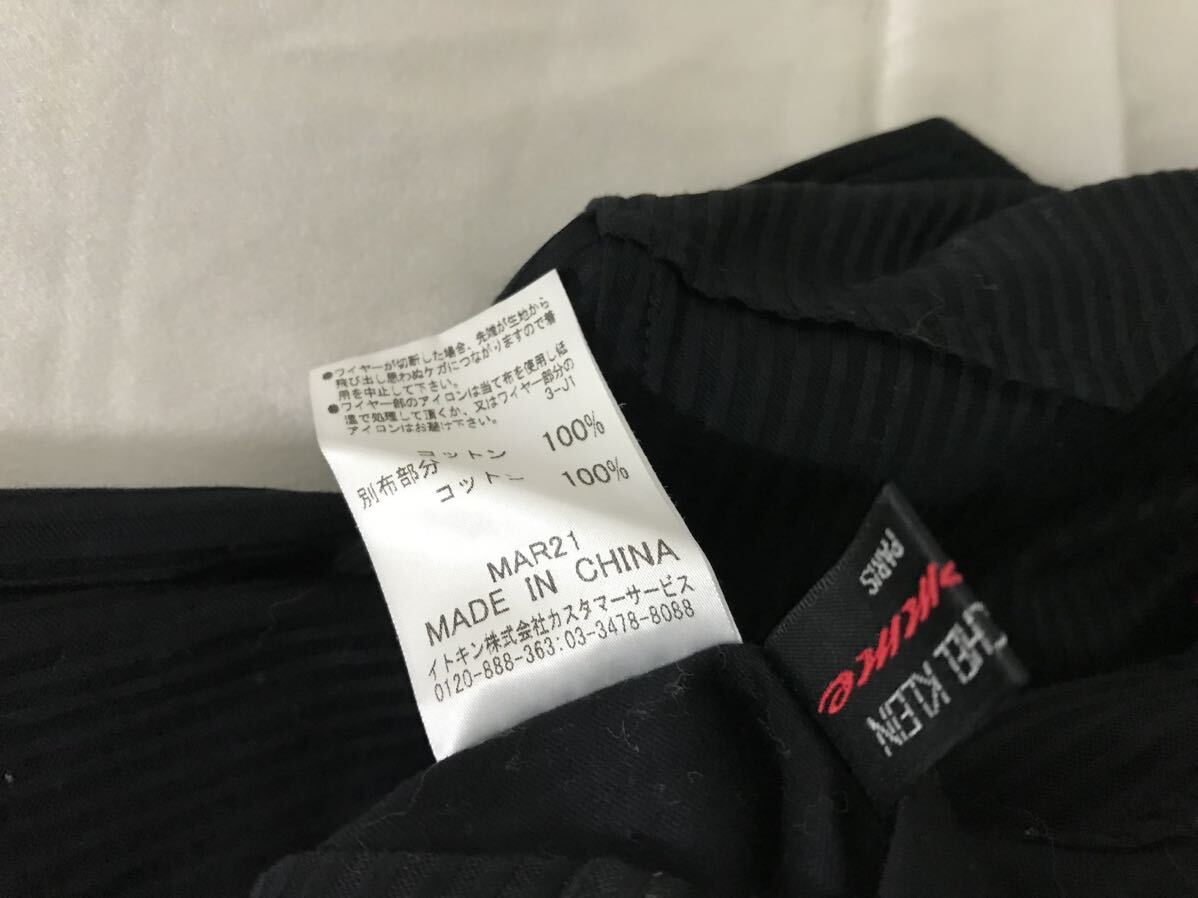 ●ワイヤーが切断した場合、先端が生地から
飛び出し思わぬケガにつながりますので着
用を中止して下さい。
●ワイヤー部のアイロンは当て布を使用し低
温で処理して頂くか、又はワイヤー部分の
アイロンはお避け下さい。 3-J1
コットン 100%
別布部分
コットン 100%
MAR21
MADE IN CHINA
イトキン株式会社カスタマーサービス
0120-888-363:03-3478-8088
CHEL KLEIN
PARIS